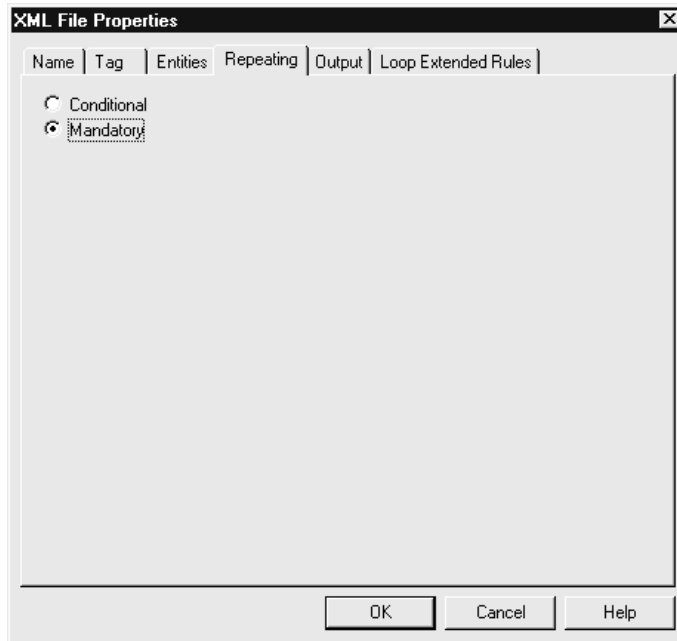 XML File Properties
Name Tag Entities Repeating Output Loop Extended Rules
Conditional
Mandatory
OK Cancel Help